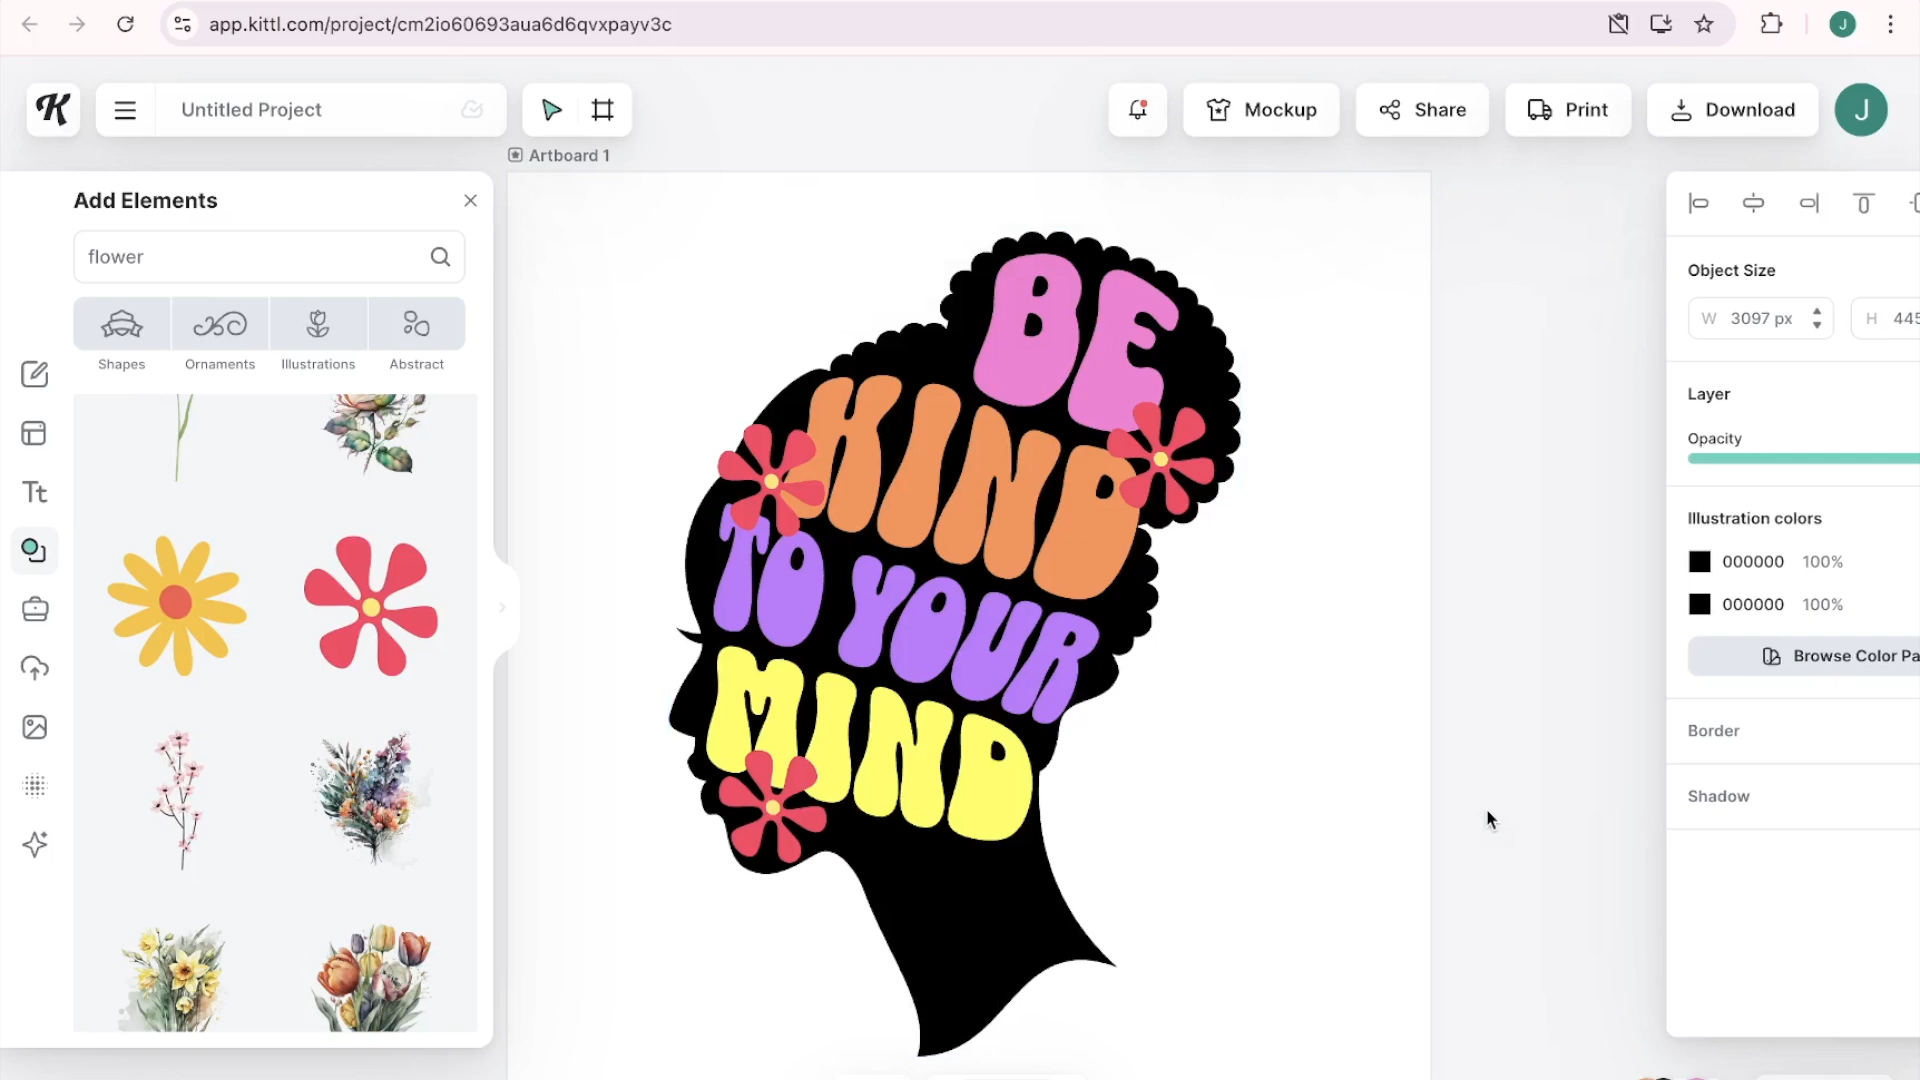 app.kittl.com/project/cm2io60693aua6d6qvxpayv3c
J
K
Untitled Project
Mockup
Share
Print
Download
J
Artboard 1
Add Elements
flower
Shapes
Ornaments
Illustrations
Abstract
Tt
BE
KIND
TO YOUR
MIND
Object Size
W 3097 px
H 445
Layer
Opacity
Illustration colors
000000 100%
000000 100%
Browse Color Pa
Border
Shadow